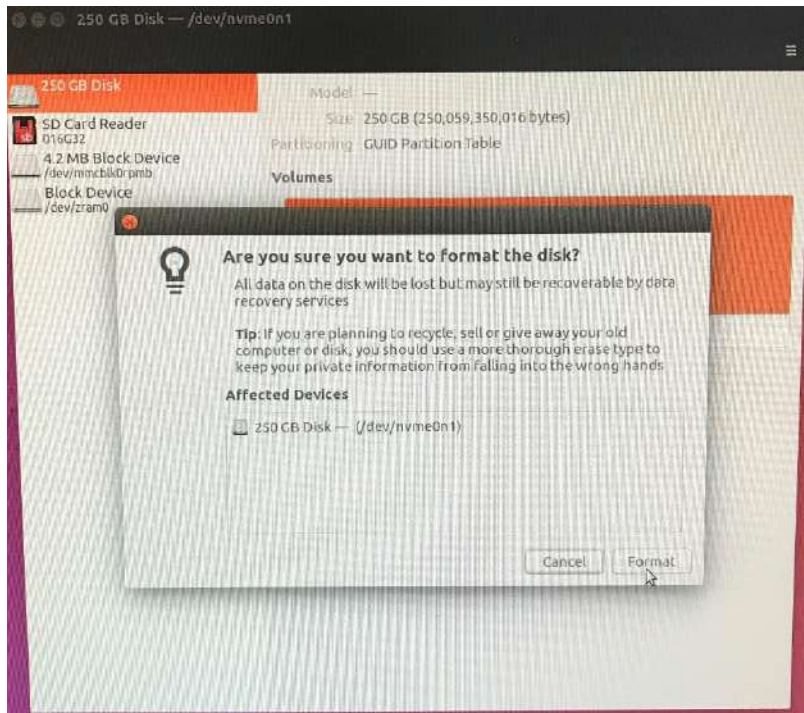 250 GB Disk — /dev/nvme0n1
250 GB Disk
SD Card Reader
016G32
4.2 MB Block Device
/dev/mmcblk0rpmb
Block Device
/dev/zram0
Model —
Size 250 GB (250,059,350,016 bytes)
Partitioning GUID Partition Table
Volumes
Are you sure you want to format the disk?
All data on the disk will be lost but may still be recoverable by data
recovery services
Tip: If you are planning to recycle, sell or give away your old
computer or disk, you should use a more thorough erase type to
keep your private information from falling into the wrong hands
Affected Devices
250 GB Disk — (/dev/nvme0n1)
Cancel Format